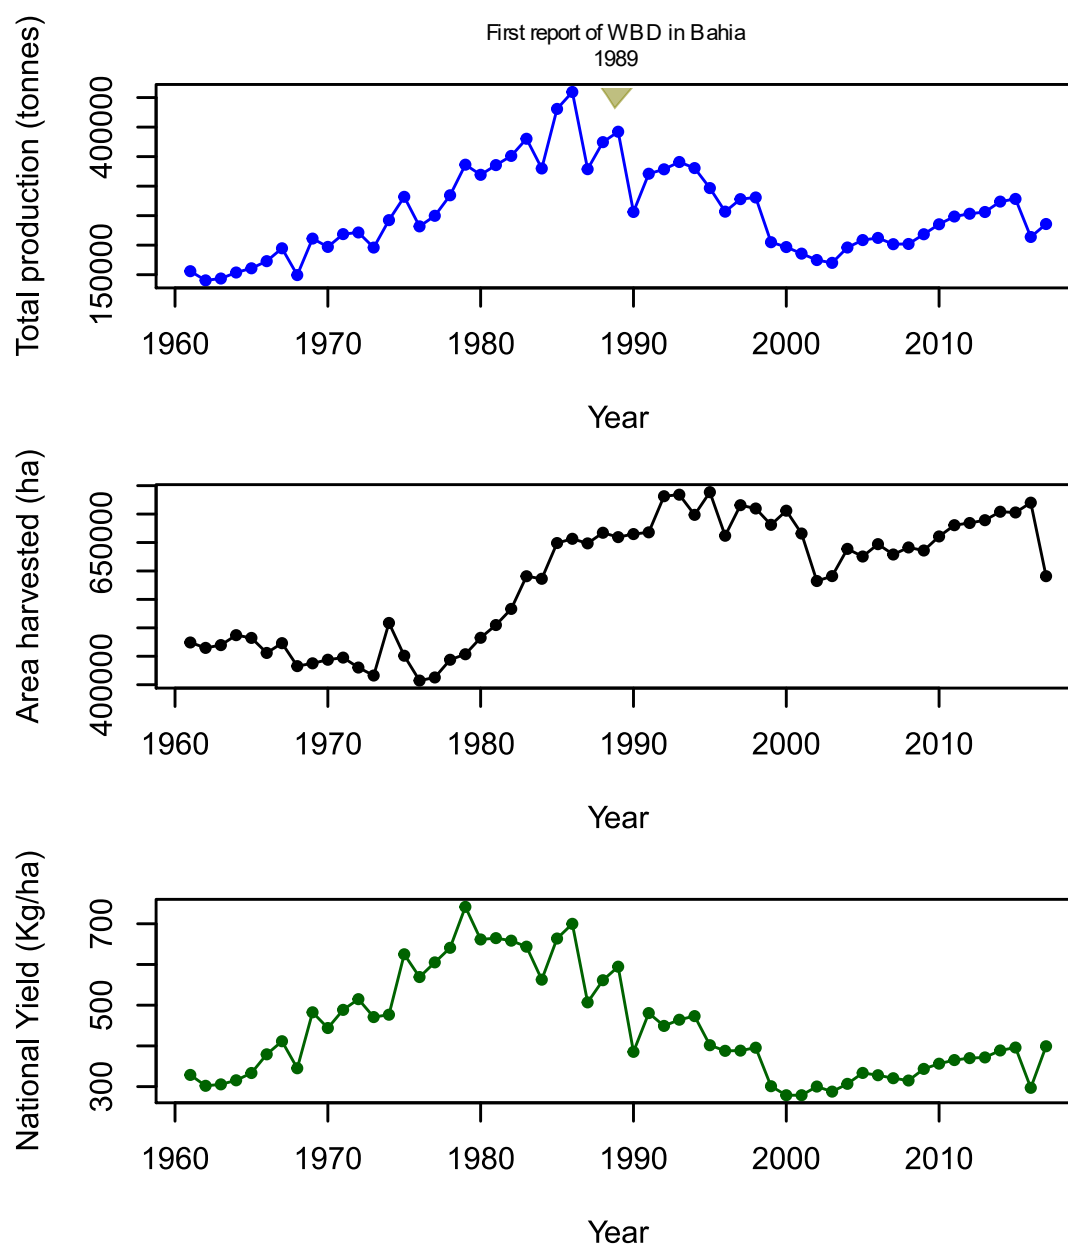 First report of WBD in Bahia
1989
Total production (tonnes)
400000
150000
1960 1970 1980 1990 2000 2010
Year
Area harvested (ha)
650000
400000
1960 1970 1980 1990 2000 2010
Year
National Yield (Kg/ha)
700
500
300
1960 1970 1980 1990 2000 2010
Year